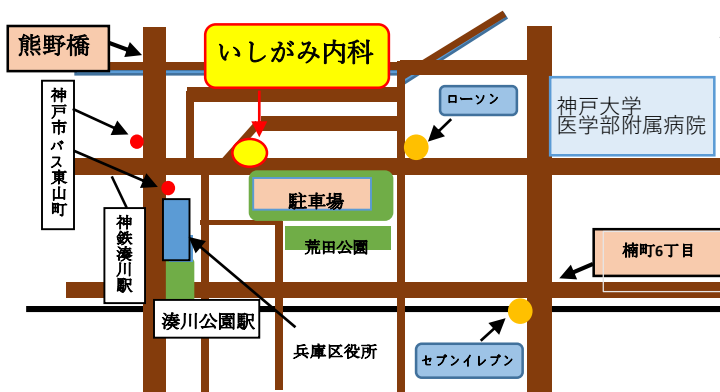 熊野橋
いしがみ内科
神戸市バス東山町
ローソン
神戸大学
医学部附属病院
駐車場
神鉄湊川駅
荒田公園
楠町6丁目
湊川公園駅
兵庫区役所
セブンイレブン